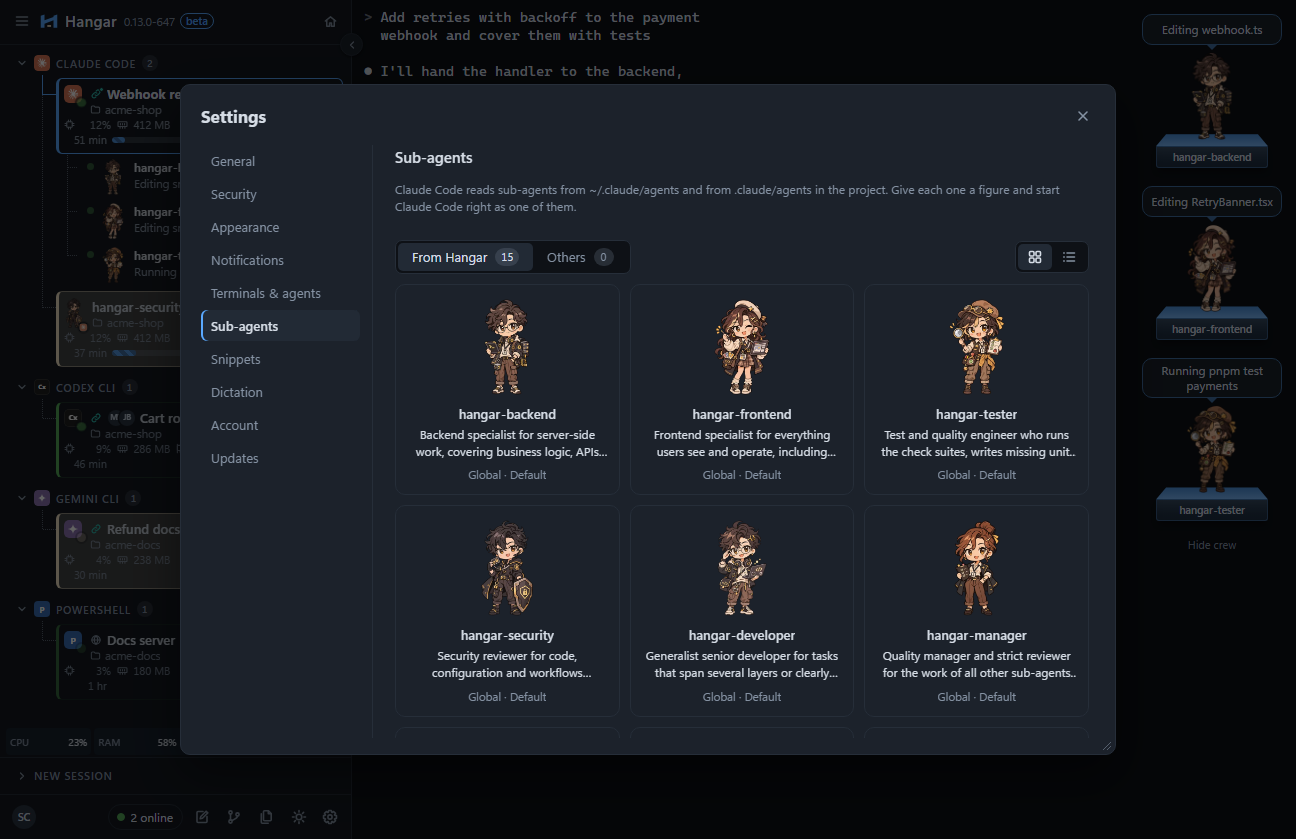 Hangar 0.13.0-647 beta
> Add retries with backoff to the payment
webhook and cover them with tests
● I'll hand the handler to the backend,
CLAUDE CODE 2
Webhook re
acme-shop
12% 412 MB
51 min
hangar-
Editing s
hangar-
Editing s
hangar-
Running
hangar-security
acme-shop
12% 412 MB
37 min
CODEX CLI 1
Cx M JB Cart ro
acme-shop
9% 286 MB
46 min
GEMINI CLI 1
Refund docs
acme-docs
4% 238 MB
30 min
P POWERSHELL 1
P Docs server
acme-docs
3% 180 MB
1 hr
CPU 23% RAM 58%
NEW SESSION
SC 2 online
Settings
General
Security
Appearance
Notifications
Terminals & agents
Sub-agents
Snippets
Dictation
Account
Updates
Sub-agents
Claude Code reads sub-agents from ~/.claude/agents and from .claude/agents in the project. Give each one a figure and start
Claude Code right as one of them.
From Hangar 15 Others 0
hangar-backend
Backend specialist for server-side
work, covering business logic, APIs...
Global · Default
hangar-frontend
Frontend specialist for everything
users see and operate, including...
Global · Default
hangar-tester
Test and quality engineer who runs
the check suites, writes missing unit..
Global · Default
hangar-security
Security reviewer for code,
configuration and workflows...
Global · Default
hangar-developer
Generalist senior developer for tasks
that span several layers or clearly...
Global · Default
hangar-manager
Quality manager and strict reviewer
for the work of all other sub-agents..
Global · Default
Editing webhook.ts
hangar-backend
Editing RetryBanner.tsx
hangar-frontend
Running pnpm test
payments
hangar-tester
Hide crew